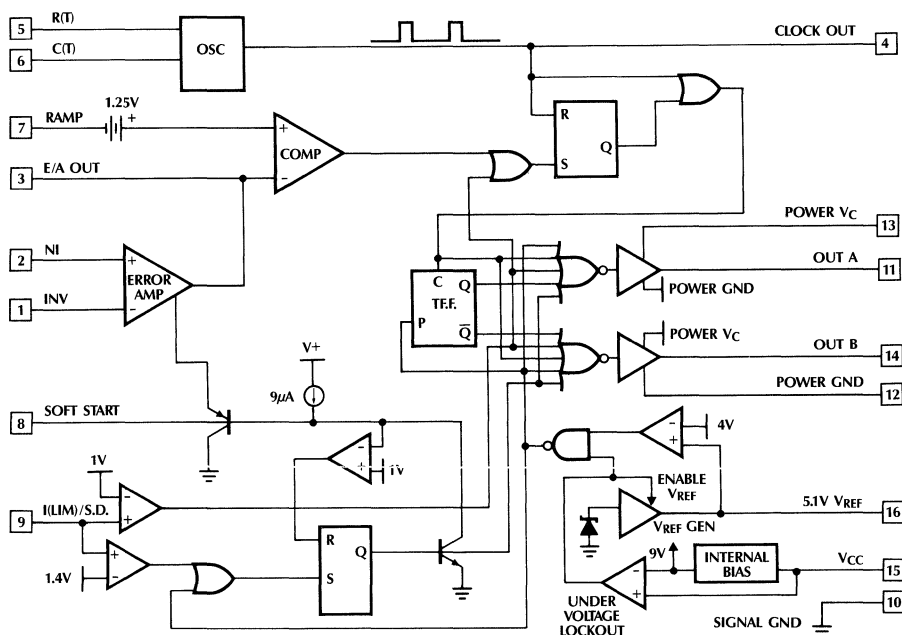 5 R(T)
6 C(T)
OSC
CLOCK OUT 4
7 RAMP
1.25V
+
+
-
COMP
3 E/A OUT
R
S
Q
2 NI
1 INV
+
-
ERROR
AMP
C
T.F.F.
Q
P
Q̅
POWER VC 13
OUT A 11
POWER GND
POWER VC
OUT B 14
POWER GND 12
V+
9µA
8 SOFT START
-
+
1V
-
+
4V
1V
9 I(LIM)/S.D.
-
+
+
-
1.4V
R
S
Q
ENABLE
VREF
VREF GEN
5.1V VREF 16
9V
INTERNAL
BIAS
VCC 15
-
+
UNDER
VOLTAGE
LOCKOUT
SIGNAL GND
10